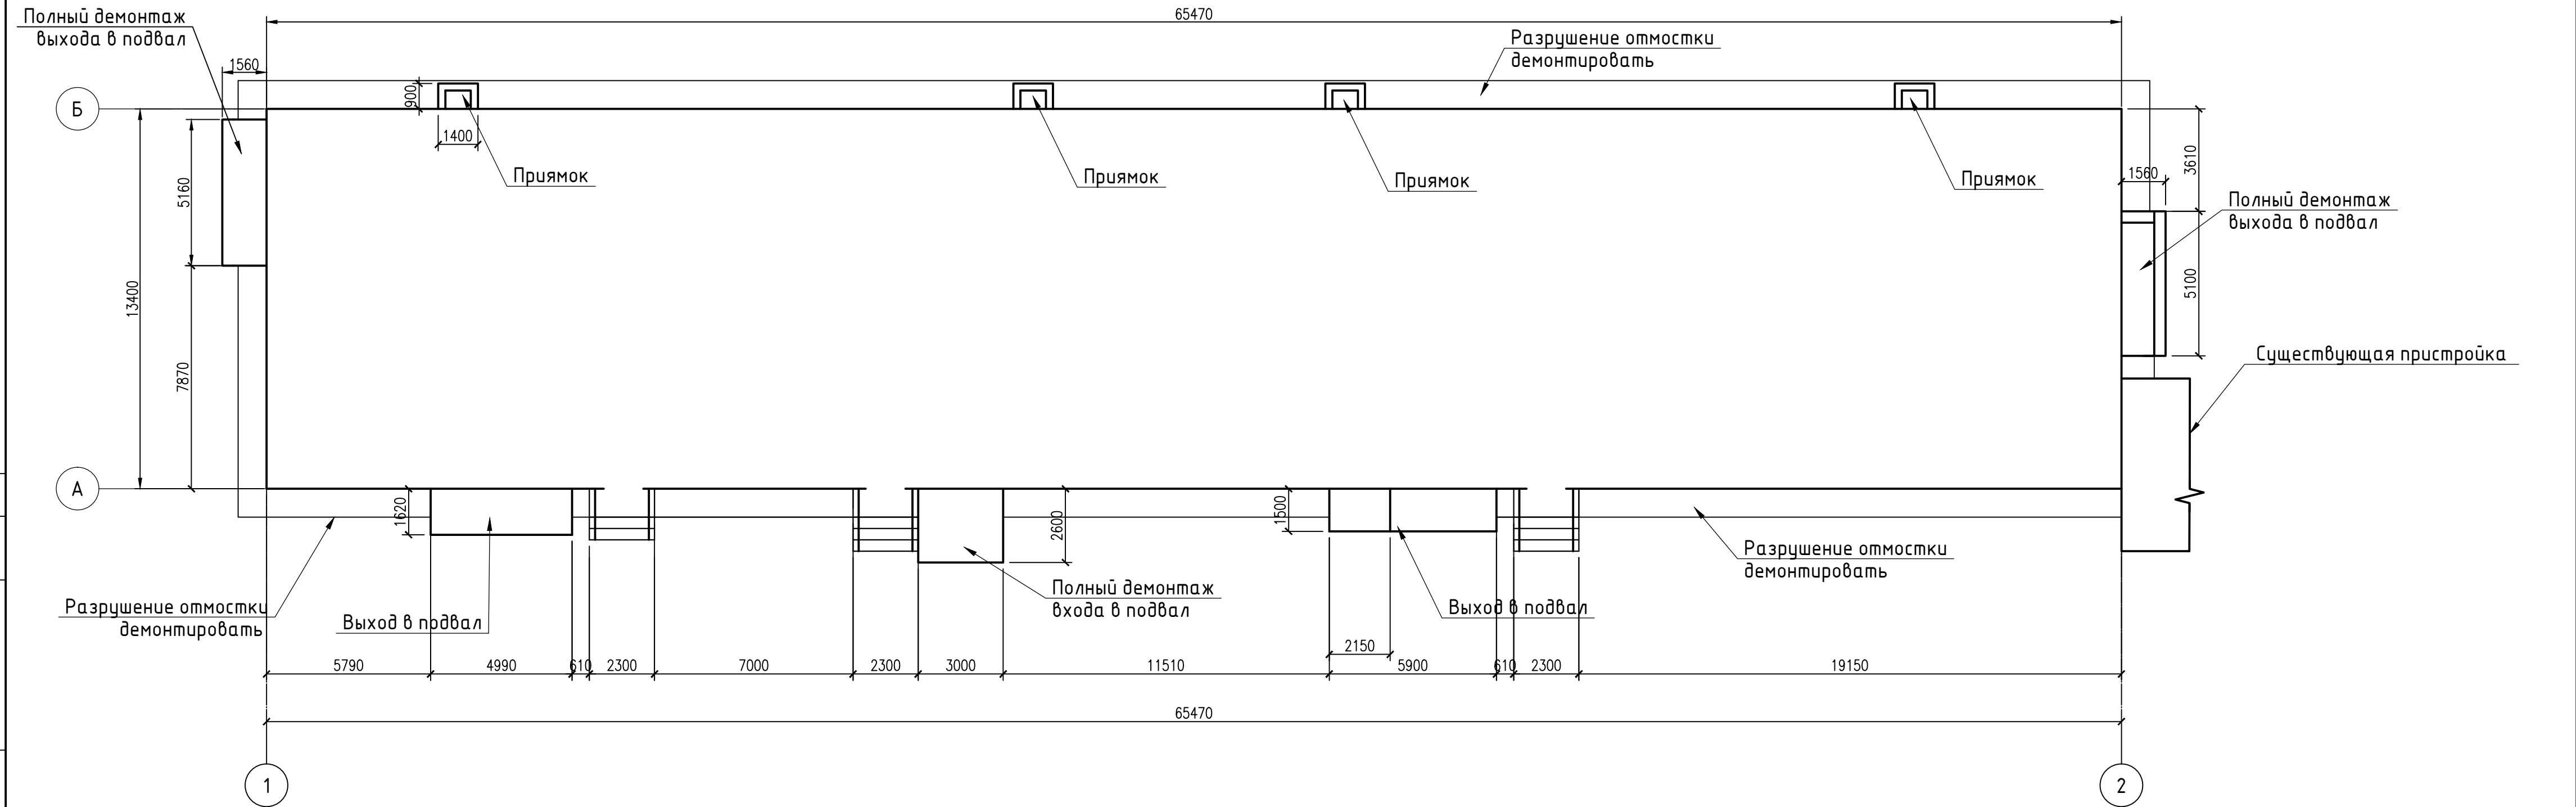 Полный демонтаж
выхода в подвал
65470
Разрушение отмостки
демонтировать
1560
Б
900
1400
Приямок
Приямок
Приямок
Приямок
5160
13400
7870
3610
1560
5100
Полный демонтаж
выхода в подвал
Существующая пристройка
А
1620
2600
1500
Разрушение отмостки
демонтировать
Выход в подвал
Полный демонтаж
входа в подвал
Выход в подвал
Разрушение отмостки
демонтировать
2150
5790
4990
610
2300
7000
2300
3000
11510
5900
610
2300
19150
65470
1
2